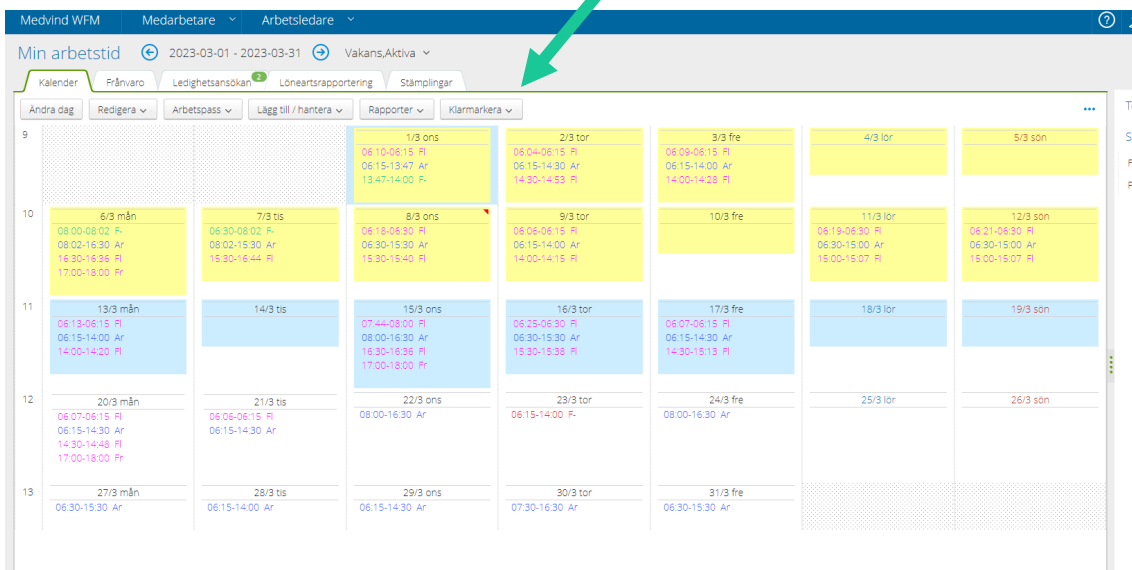 Medvind WFM Medarbetare Arbetsledare
Min arbetstid 2023-03-01 - 2023-03-31 Vakans,Aktiva
Kalender Frånvaro Ledighetsansökan 2 Löneartsrapportering Stämplingar
Ändra dag Redigera Arbetspass Lägg till / hantera Rapporter Klarmarkera
9 1/3 ons 2/3 tor 3/3 fre 4/3 lör 5/3 sön
06:10-06:15 Fl 06:04-06:15 Fl 06:09-06:15 Fl
06:15-13:47 Ar 06:15-14:30 Ar 06:15-14:00 Ar
13:47-14:00 F- 14:30-14:53 Fl 14:00-14:28 Fl
10 6/3 mån 7/3 tis 8/3 ons 9/3 tor 10/3 fre 11/3 lör 12/3 sön
08:00-08:02 F- 06:30-08:02 F- 06:18-06:30 Fl 06:06-06:15 Fl 06:19-06:30 Fl 06:21-06:30 Fl
08:02-16:30 Ar 08:02-15:30 Ar 06:30-15:30 Ar 06:15-14:00 Ar 06:30-15:00 Ar 06:30-15:00 Ar
16:30-16:36 Fl 15:30-16:44 Fl 15:30-15:40 Fl 14:00-14:15 Fl 15:00-15:07 Fl 15:00-15:07 Fl
17:00-18:00 Fr
11 13/3 mån 14/3 tis 15/3 ons 16/3 tor 17/3 fre 18/3 lör 19/3 sön
06:13-06:15 Fl 07:44-08:00 Fl 06:25-06:30 Fl 06:07-06:15 Fl
06:15-14:00 Ar 08:00-16:30 Ar 06:30-15:30 Ar 06:15-14:30 Ar
14:00-14:20 Fl 16:30-16:36 Fl 15:30-15:38 Fl 14:30-15:13 Fl
17:00-18:00 Fr
12 20/3 mån 21/3 tis 22/3 ons 23/3 tor 24/3 fre 25/3 lör 26/3 sön
06:07-06:15 Fl 06:06-06:15 Fl 08:00-16:30 Ar 06:15-14:00 F- 08:00-16:30 Ar
06:15-14:30 Ar 06:15-14:30 Ar
14:30-14:48 Fl
17:00-18:00 Fr
13 27/3 mån 28/3 tis 29/3 ons 30/3 tor 31/3 fre
06:30-15:30 Ar 06:15-14:00 Ar 06:15-14:30 Ar 07:30-16:30 Ar 06:30-15:30 Ar